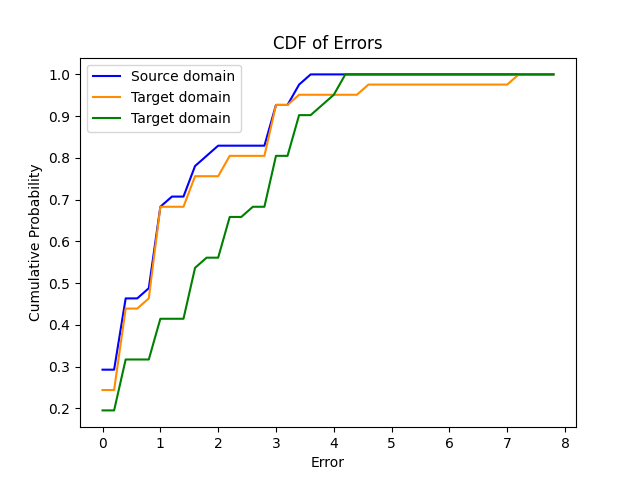 CDF of Errors
Source domain
Target domain
Target domain
Cumulative Probability
1.0
0.9
0.8
0.7
0.6
0.5
0.4
0.3
0.2
0 1 2 3 4 5 6 7 8
Error